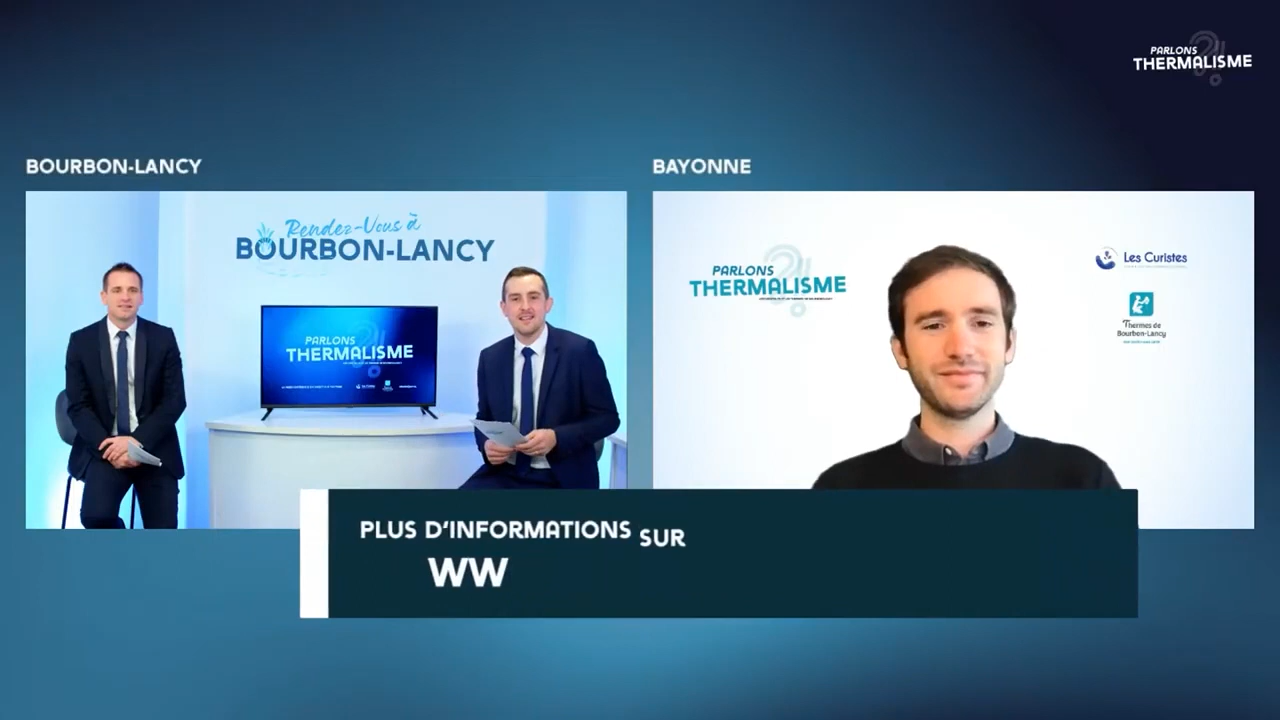 PARLONS
THERMALISME
BOURBON-LANCY
BAYONNE
Rendez-Vous à
BOURBON-LANCY
PARLONS
THERMALISME
PARLONS
THERMALISME
Les Curistes
Thermes de
Bourbon-Lancy
PLUS D'INFORMATIONS SUR
WW